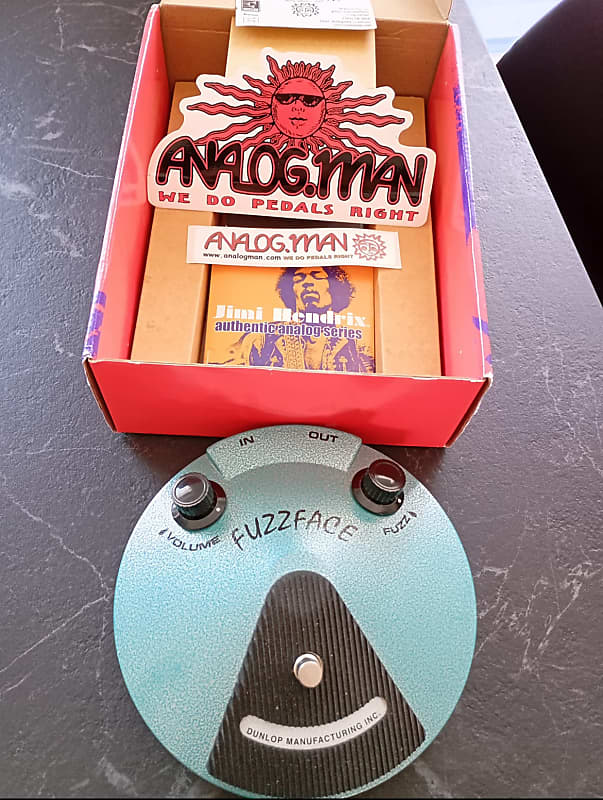 ANALOG.MAN
WE DO PEDALS RIGHT
ANALOG.MAN
www.analogman.com WE DO PEDALS RIGHT
Jimi Hendrix
authentic analog series
IN OUT
VOLUME FUZZFACE FUZZ
DUNLOP MANUFACTURING INC.